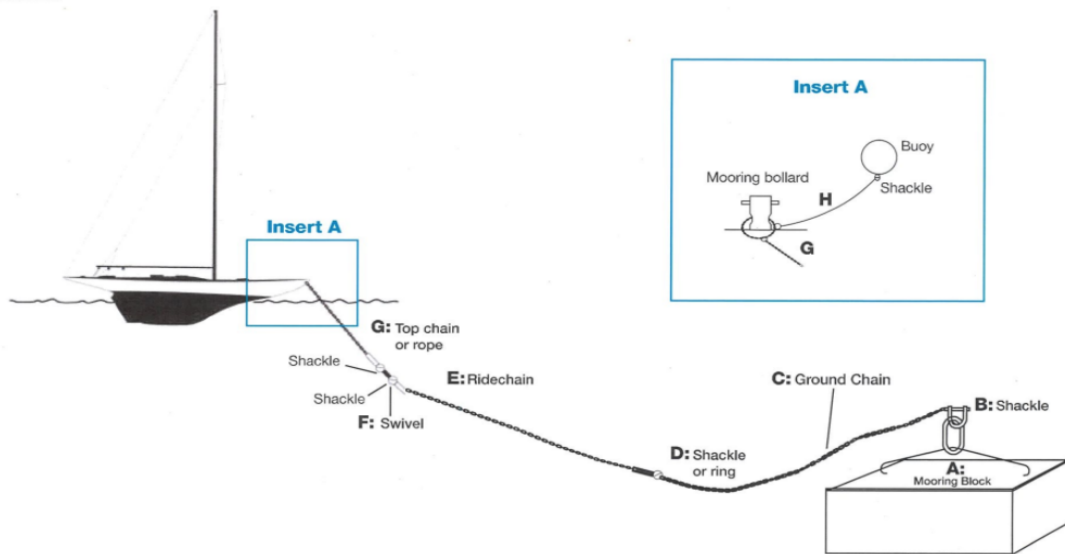 Insert A
Buoy
Mooring bollard
Shackle
H
G
Insert A
G: Top chain
or rope
Shackle
E: Ridechain
C: Ground Chain
Shackle
B: Shackle
F: Swivel
D: Shackle
or ring
A:
Mooring Block